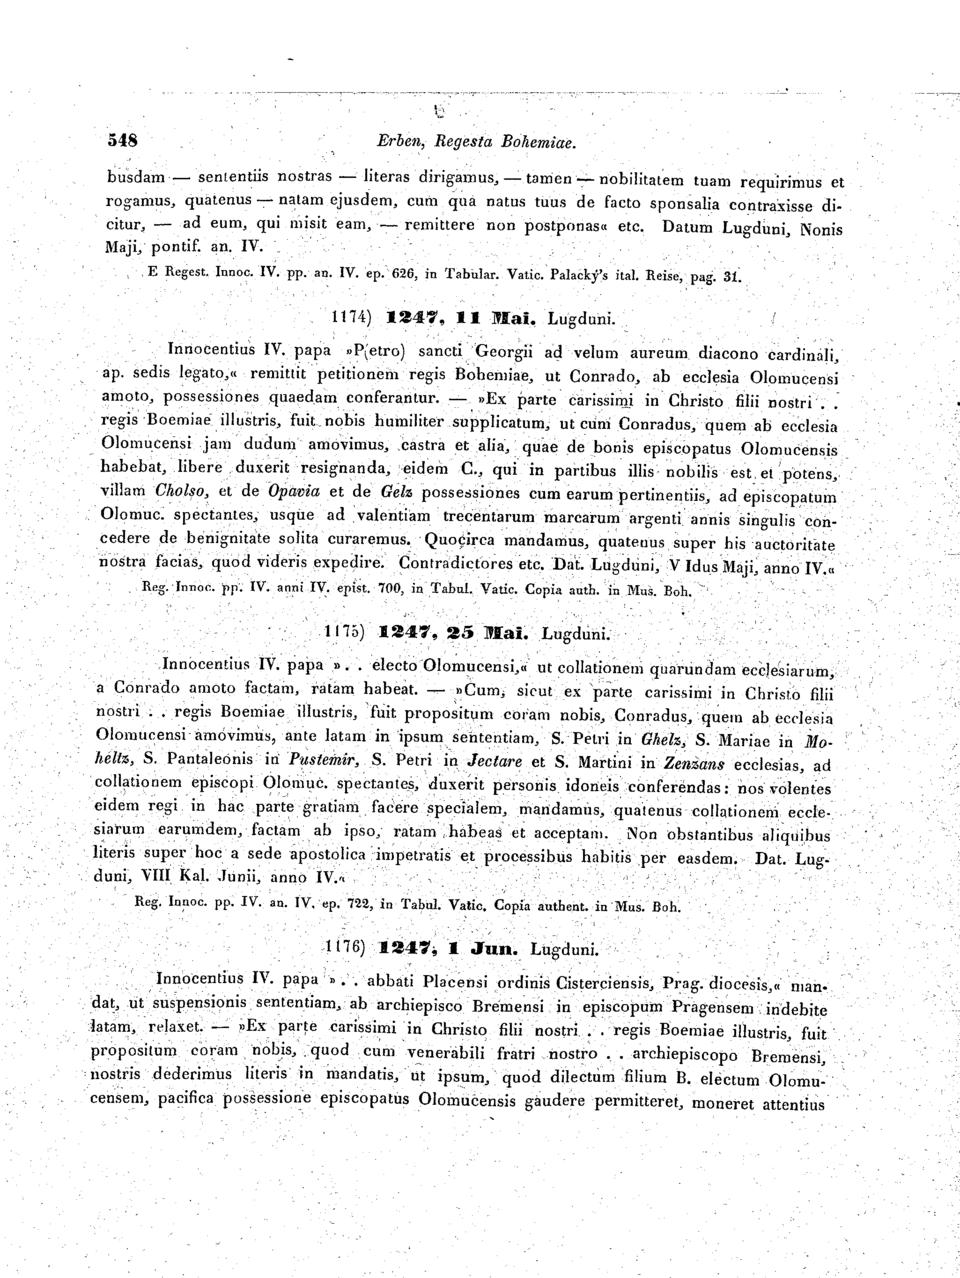 548 Erben, Regesta Bohemiae.
busdam — sententiis nostras — literas dirigamus, — tamen — nobilitatem tuam requirimus et
rogamus, quatenus — natam ejusdem, cum qua natus tuus de facto sponsalia contraxisse di-
citur, — ad eum, qui misit eam, — remittere non postponas« etc. Datum Lugduni, Nonis
Maji, pontif. an. IV.
E Regest. Innoc. IV. pp. an. IV. ep. 626, in Tabular. Vatic. Palacký's ital. Reise, pag. 31.
1174) 1247, 11 Mai. Lugduni.
Innocentius IV. papa »P(etro) sancti Georgii ad velum aureum diacono cardinali,
ap. sedis legato,« remittit petitionem regis Bohemiae, ut Conrado, ab ecclesia Olomucensi
amoto, possessiones quaedam conferantur. — »Ex parte carissimi in Christo filii nostri . .
regis Boemiae illustris, fuit nobis humiliter supplicatum, ut cum Conradus, quem ab ecclesia
Olomucensi jam dudum amovimus, castra et alia, quae de bonis episcopatus Olomucensis
habebat, libere duxerit resignanda, eidem C., qui in partibus illis nobilis est et potens,
villam Cholso, et de Opavia et de Gelz possessiones cum earum pertinentiis, ad episcopatum
Olomuc. spectantes, usque ad valentiam trecentarum marcarum argenti annis singulis con-
cedere de benignitate solita curaremus. Quocirca mandamus, quatenus super his auctoritate
nostra facias, quod videris expedire. Contradictores etc. Dat. Lugduni, V Idus Maji, anno IV.«
Reg. Innoc. pp. IV. anni IV. epist. 700, in Tabul. Vatic. Copia auth. in Mus. Boh.
1175) 1247, 25 Mai. Lugduni.
Innocentius IV. papa » . . electo Olomucensi,« ut collationem quarundam ecclesiarum,
a Conrado amoto factam, ratam habeat. — »Cum, sicut ex parte carissimi in Christo filii
nostri . . regis Boemiae illustris, fuit propositum coram nobis, Conradus, quem ab ecclesia
Olomucensi amovimus, ante latam in ipsum sententiam, S. Petri in Ghelz, S. Mariae in Mo-
heltz, S. Pantaleonis in Pustemir, S. Petri in Jectare et S. Martini in Zenzans ecclesias, ad
collationem episcopi Olomuc. spectantes, duxerit personis idoneis conferendas: nos volentes
eidem regi in hac parte gratiam facere specialem, mandamus, quatenus collationem eccle-
siarum earumdem, factam ab ipso, ratam habeas et acceptam. Non obstantibus aliquibus
literis super hoc a sede apostolica impetratis et processibus habitis per easdem. Dat. Lug-
duni, VIII Kal. Junii, anno IV.«
Reg. Innoc. pp. IV. an. IV. ep. 722, in Tabul. Vatic. Copia authent. in Mus. Boh.
1176) 1247, 1 Jun. Lugduni.
Innocentius IV. papa » . . abbati Placensi ordinis Cisterciensis, Prag. diocesis,« man-
dat, ut suspensionis sententiam, ab archiepisco Bremensi in episcopum Pragensem indebite
latam, relaxet. — »Ex parte carissimi in Christo filii nostri . . regis Boemiae illustris, fuit
propositum coram nobis, quod cum venerabili fratri nostro . . archiepiscopo Bremensi,
nostris dederimus literis in mandatis, ut ipsum, quod dilectum filium B. electum Olomu-
censem, pacifica possessione episcopatus Olomucensis gaudere permitteret, moneret attentius